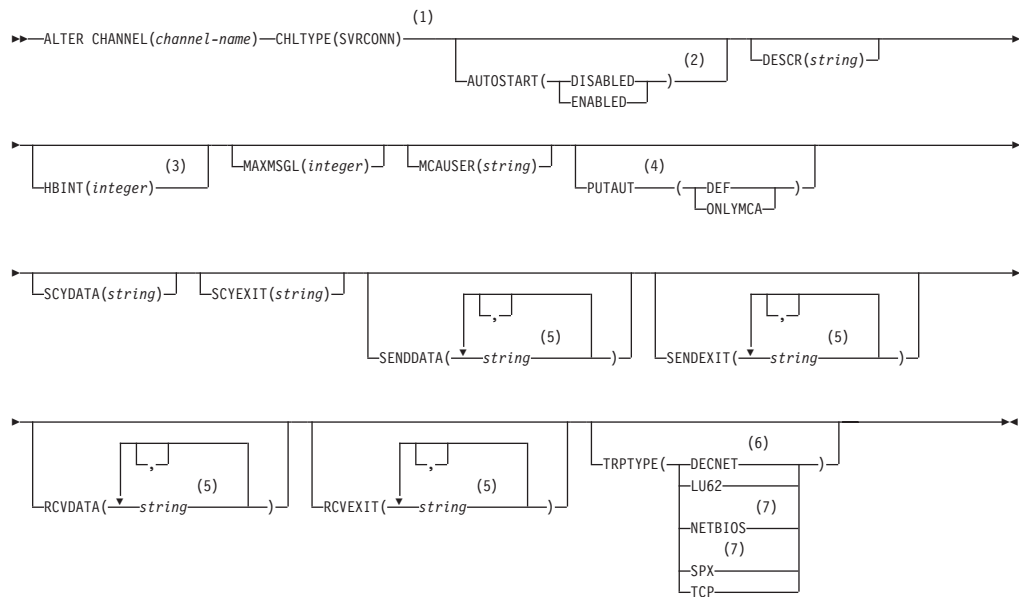 (1)
ALTER CHANNEL(channel-name) CHLTYPE(SVRCONN)
(2)
AUTOSTART( DISABLED )
ENABLED
DESCR(string)
(3)
HBINT(integer)
MAXMSGL(integer)
MCAUSER(string)
(4)
PUTAUT ( DEF )
ONLYMCA
SCYDATA(string)
SCYEXIT(string)
,
(5)
SENDDATA( string )
,
(5)
SENDEXIT( string )
,
(5)
RCVDATA( string )
,
(5)
RCVEXIT( string )
(6)
TRPTYPE( DECNET )
LU62
(7)
NETBIOS
(7)
SPX
TCP